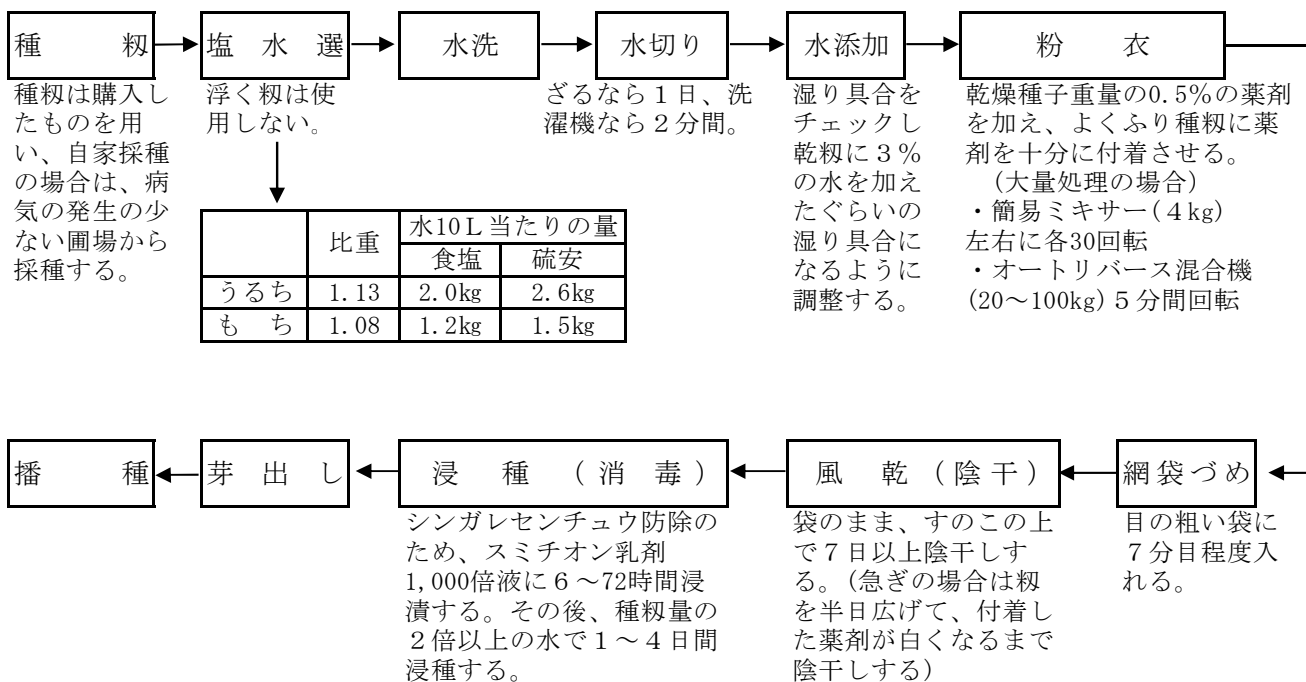 種籾
塩水選
水洗
水切り
水添加
粉衣
種籾は購入し
たものを用
い、自家採種
の場合は、病
気の発生の少
ない圃場から
採種する。
浮く籾は使
用しない。
ざるなら1日、洗
濯機なら2分間。
湿り具合を
チェックし
乾籾に3%
の水を加え
たぐらいの
湿り具合に
なるように
調整する。
乾燥種子重量の0.5%の薬剤
を加え、よくふり種籾に薬
剤を十分に付着させる。
(大量処理の場合)
・簡易ミキサー(4kg)
左右に各30回転
・オートリバース混合機
(20～100kg)5分間回転
比重 水10L当たりの量
食塩 硫安
うるち 1.13 2.0kg 2.6kg
もち 1.08 1.2kg 1.5kg
播種
芽出し
浸種(消毒)
風乾(陰干)
網袋づめ
シンガレセンチュウ防除の
ため、スミチオン乳剤
1,000倍液に6～72時間浸
漬する。その後、種籾量の
2倍以上の水で1～4日間
浸種する。
袋のまま、すのこの上
で7日以上陰干しす
る。(急ぎの場合は籾
を半日広げて、付着し
た薬剤が白くなるまで
陰干しする)
目の粗い袋に
7分目程度入
れる。